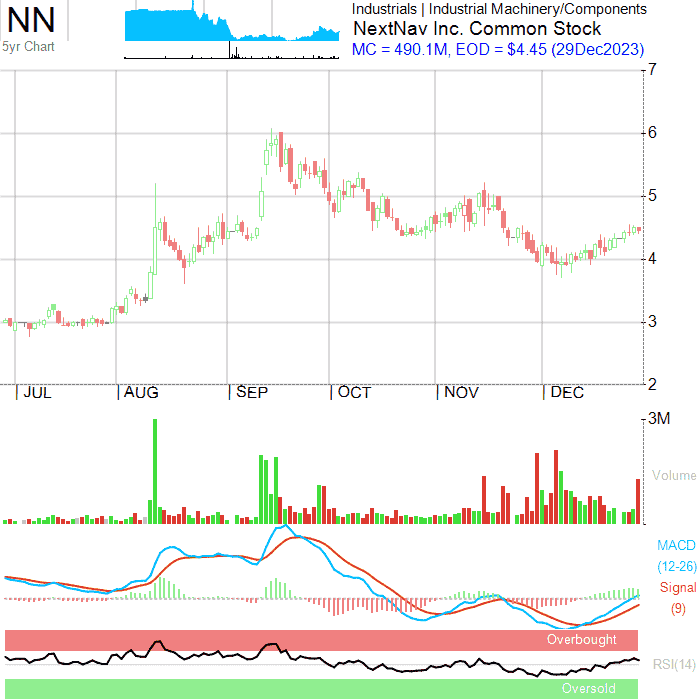 NN
5yr Chart
Industrials | Industrial Machinery/Components
NextNav Inc. Common Stock
MC = 490.1M, EOD = $4.45 (29Dec2023)
7
6
5
4
3
2
JUL AUG SEP OCT NOV DEC
3M
Volume
MACD
(12-26)
Signal
(9)
Overbought
RSI(14)
Oversold